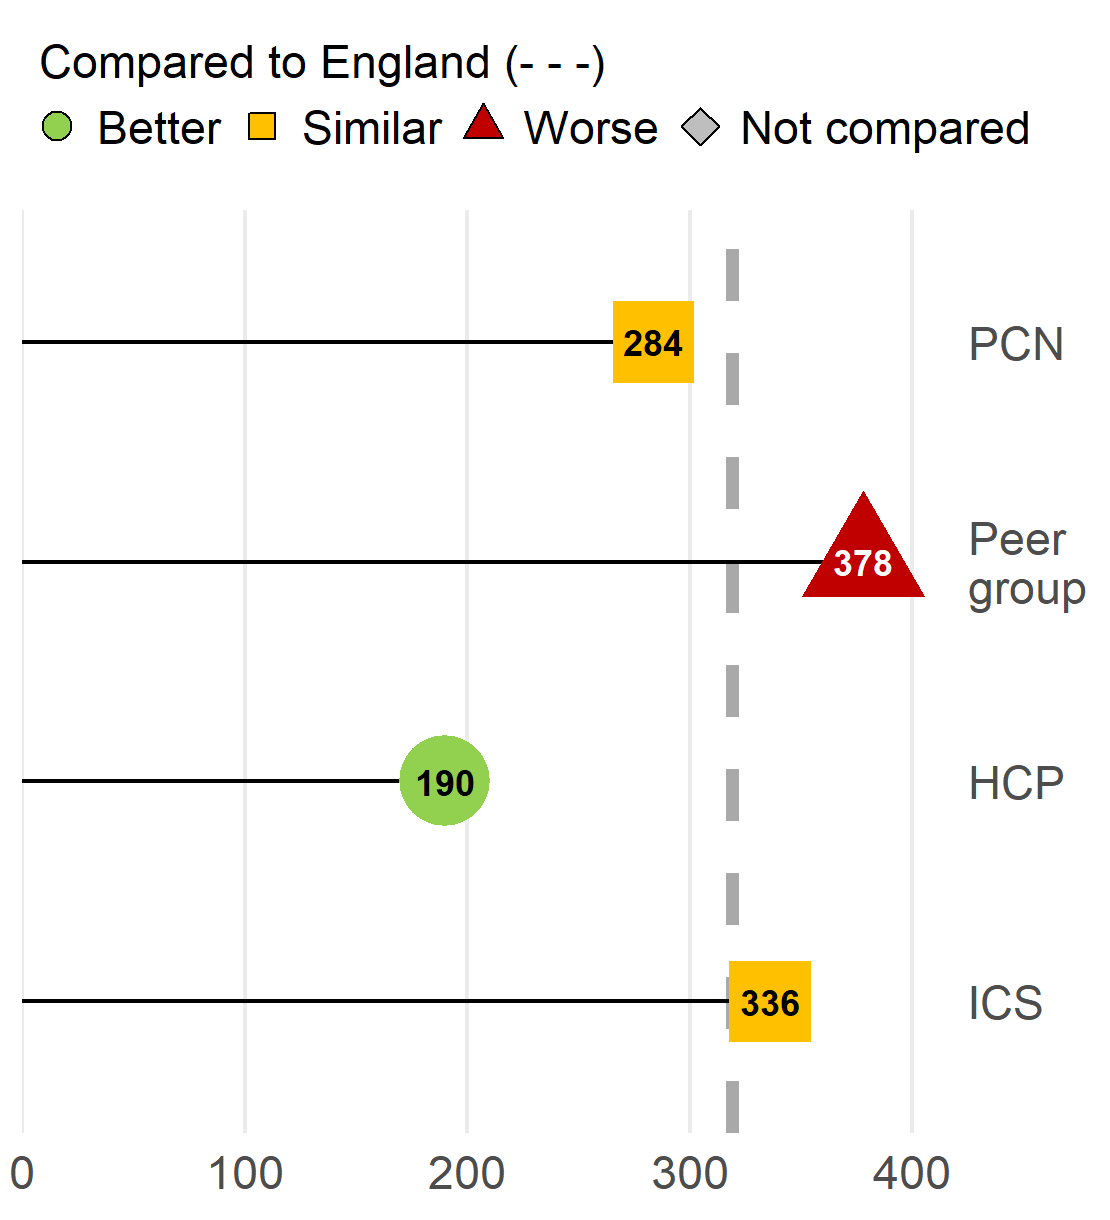 Compared to England (- - -)
Better Similar Worse Not compared
284 PCN
378 Peer
group
190 HCP
336 ICS
0 100 200 300 400